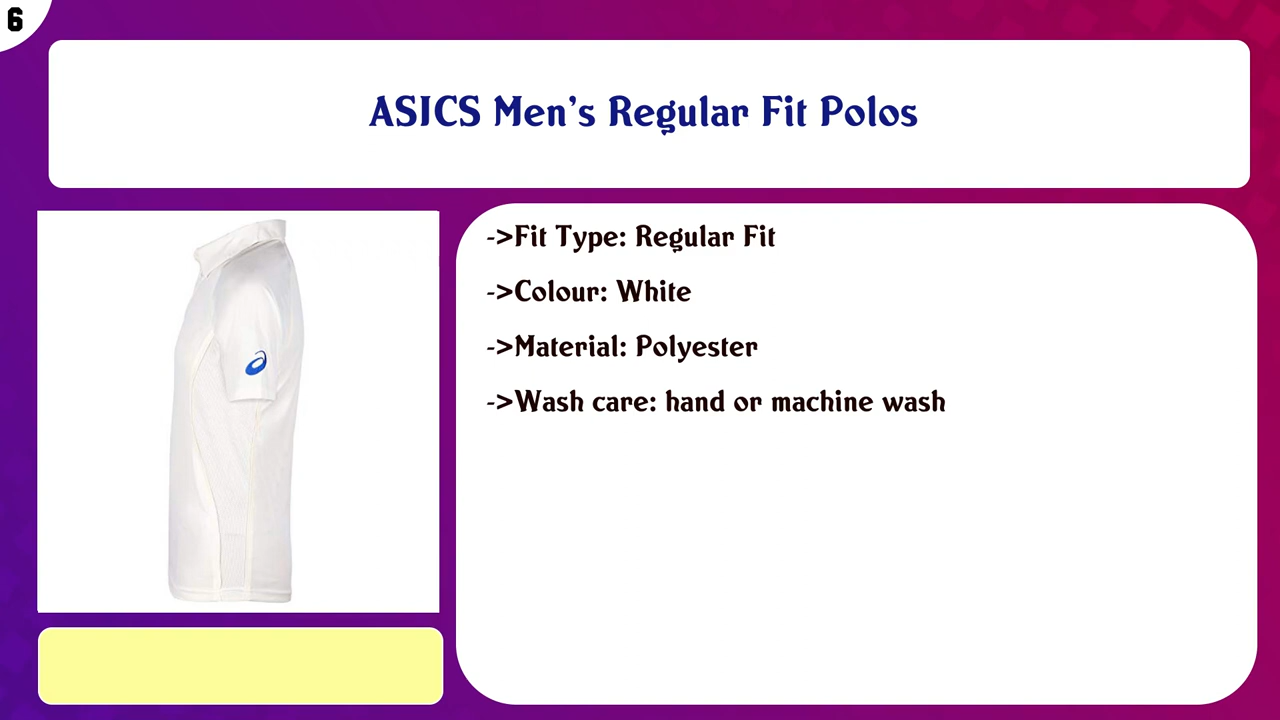 6
ASICS Men's Regular Fit Polos
->Fit Type: Regular Fit
->Colour: White
->Material: Polyester
->Wash care: hand or machine wash